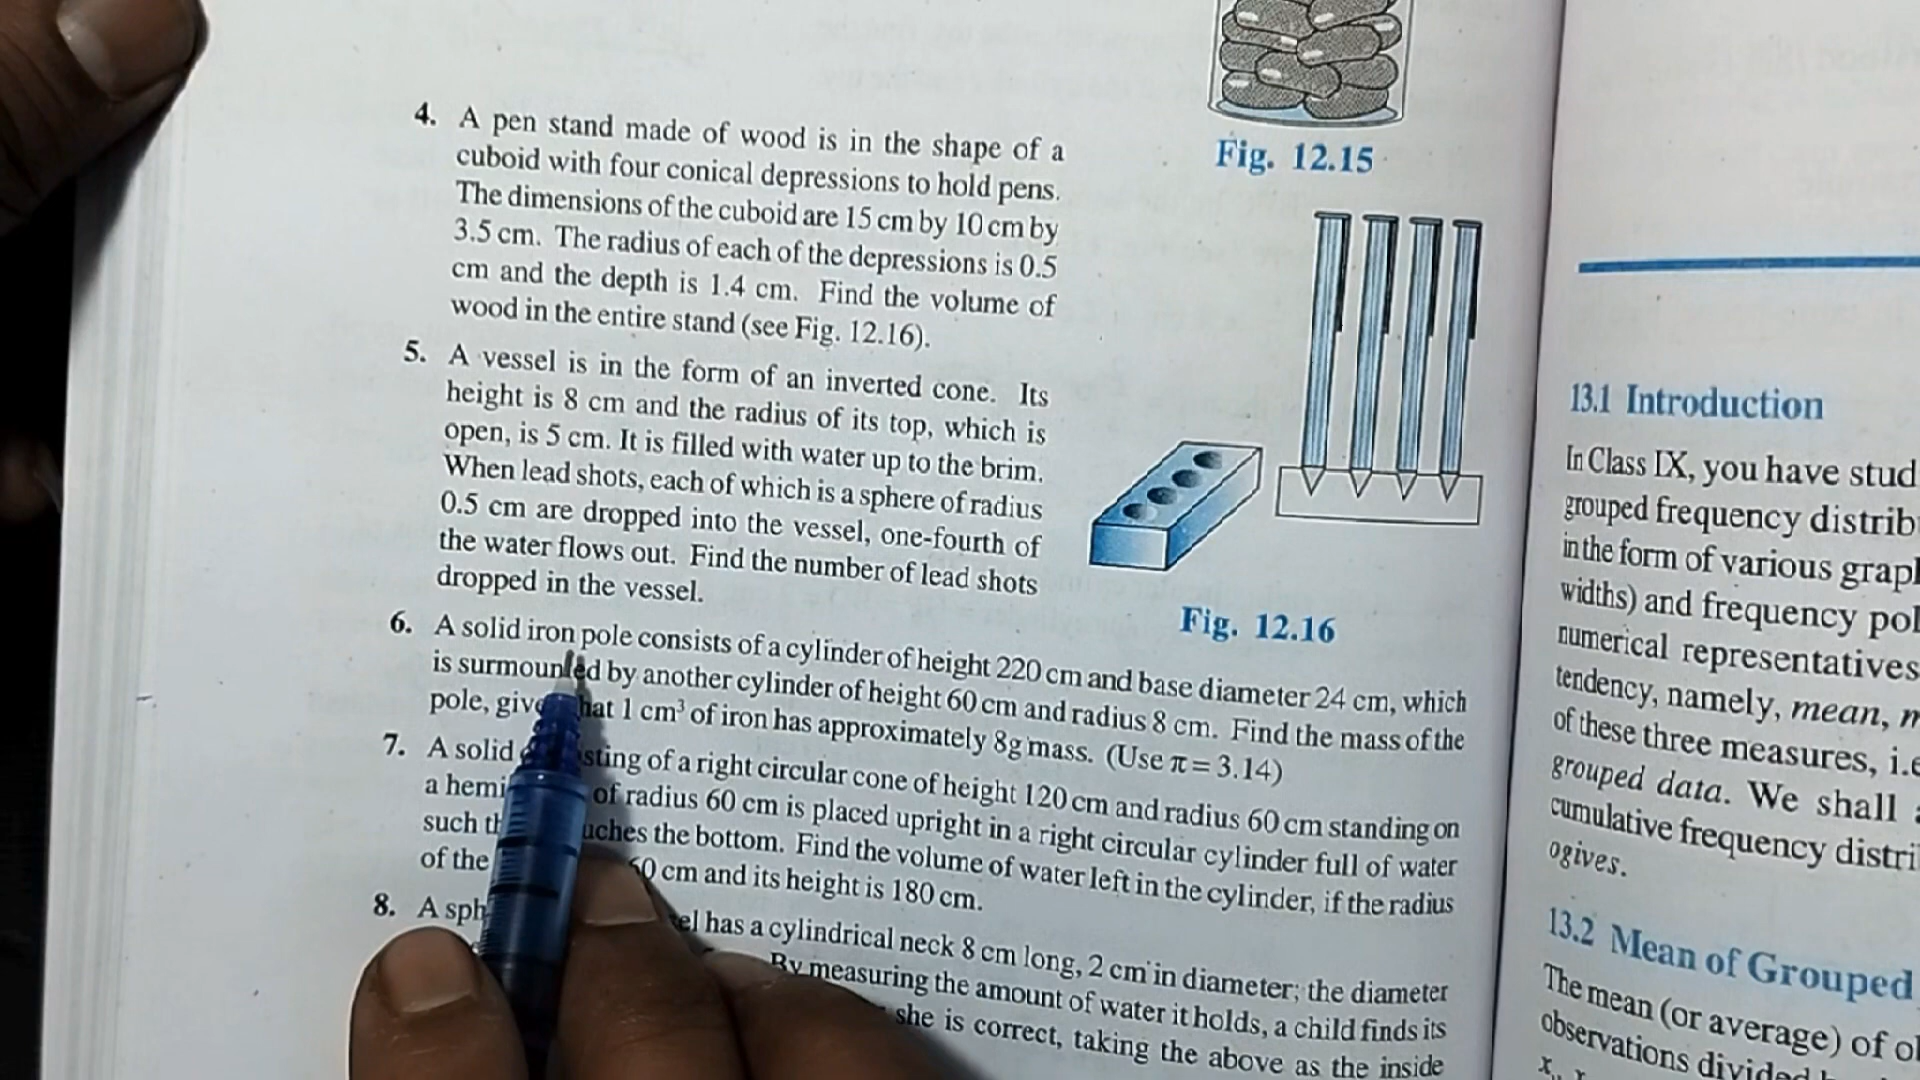 Fig. 12.15
4. A pen stand made of wood is in the shape of a
cuboid with four conical depressions to hold pens.
The dimensions of the cuboid are 15 cm by 10 cm by
3.5 cm. The radius of each of the depressions is 0.5
cm and the depth is 1.4 cm. Find the volume of
wood in the entire stand (see Fig. 12.16).
5. A vessel is in the form of an inverted cone. Its
height is 8 cm and the radius of its top, which is
open, is 5 cm. It is filled with water up to the brim.
When lead shots, each of which is a sphere of radius
0.5 cm are dropped into the vessel, one-fourth of
the water flows out. Find the number of lead shots
dropped in the vessel.
Fig. 12.16
6. A solid iron pole consists of a cylinder of height 220 cm and base diameter 24 cm, which
is surmounted by another cylinder of height 60 cm and radius 8 cm. Find the mass of the
pole, give hat 1 cm³ of iron has approximately 8g mass. (Use π = 3.14)
7. A solid sting of a right circular cone of height 120 cm and radius 60 cm standing on
a hemi of radius 60 cm is placed upright in a right circular cylinder full of water
such th uches the bottom. Find the volume of water left in the cylinder, if the radius
of the 60 cm and its height is 180 cm.
8. A sph el has a cylindrical neck 8 cm long, 2 cm in diameter; the diameter
By measuring the amount of water it holds, a child finds its
she is correct, taking the above as the inside
13.1 Introduction
In Class IX, you have stud
grouped frequency distrib
in the form of various grap
widths) and frequency pol
numerical representatives
tendency, namely, mean, m
of these three measures, i.e
grouped data. We shall a
cumulative frequency distri
ogives.
13.2 Mean of Grouped
The mean (or average) of o
observations divided